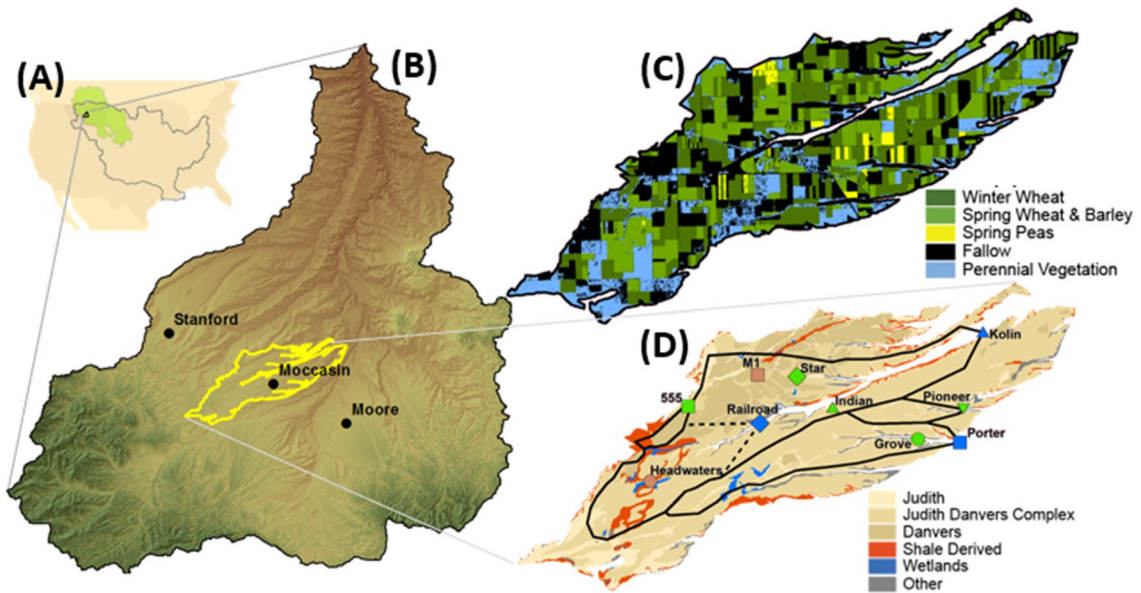 (A)
(B)
Stanford
Moccasin
Moore
(C)
Winter Wheat
Spring Wheat & Barley
Spring Peas
Fallow
Perennial Vegetation
(D)
Kolin
M1
Star
555
Railroad
Indian
Pioneer
Grove
Porter
Headwaters
Judith
Judith Danvers Complex
Danvers
Shale Derived
Wetlands
Other